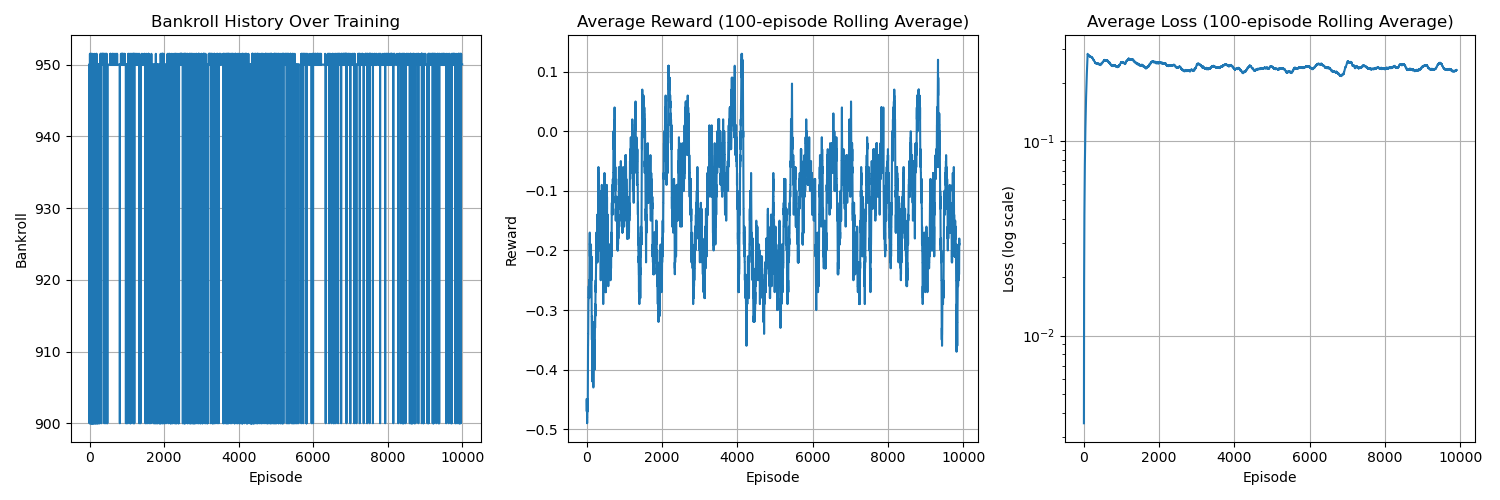 Bankroll History Over Training
Bankroll
950
940
930
920
910
900
0 2000 4000 6000 8000 10000
Episode
Average Reward (100-episode Rolling Average)
Reward
0.1
0.0
−0.1
−0.2
−0.3
−0.4
−0.5
0 2000 4000 6000 8000 10000
Episode
Average Loss (100-episode Rolling Average)
Loss (log scale)
10⁻¹
10⁻²
0 2000 4000 6000 8000 10000
Episode